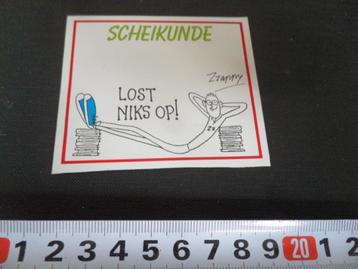 SCHEIKUNDE
Zzappy
LOST
NIKS OP!
1 2 3 4 5 6 7 8 9 20 1 2